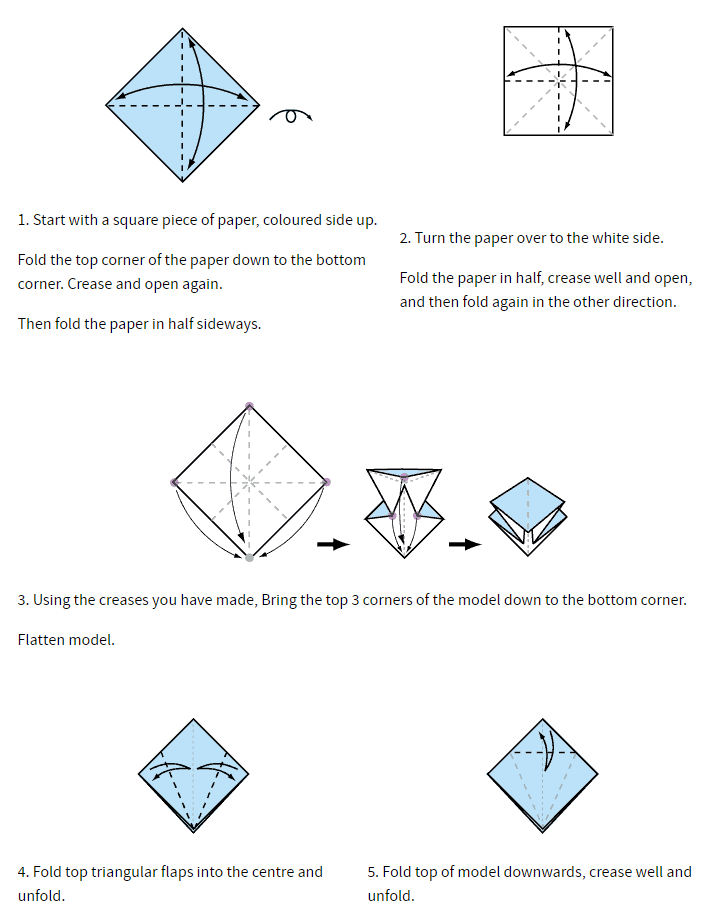 1. Start with a square piece of paper, coloured side up.
Fold the top corner of the paper down to the bottom
corner. Crease and open again.
Then fold the paper in half sideways.
2. Turn the paper over to the white side.
Fold the paper in half, crease well and open,
and then fold again in the other direction.
3. Using the creases you have made, Bring the top 3 corners of the model down to the bottom corner.
Flatten model.
4. Fold top triangular flaps into the centre and
unfold.
5. Fold top of model downwards, crease well and
unfold.